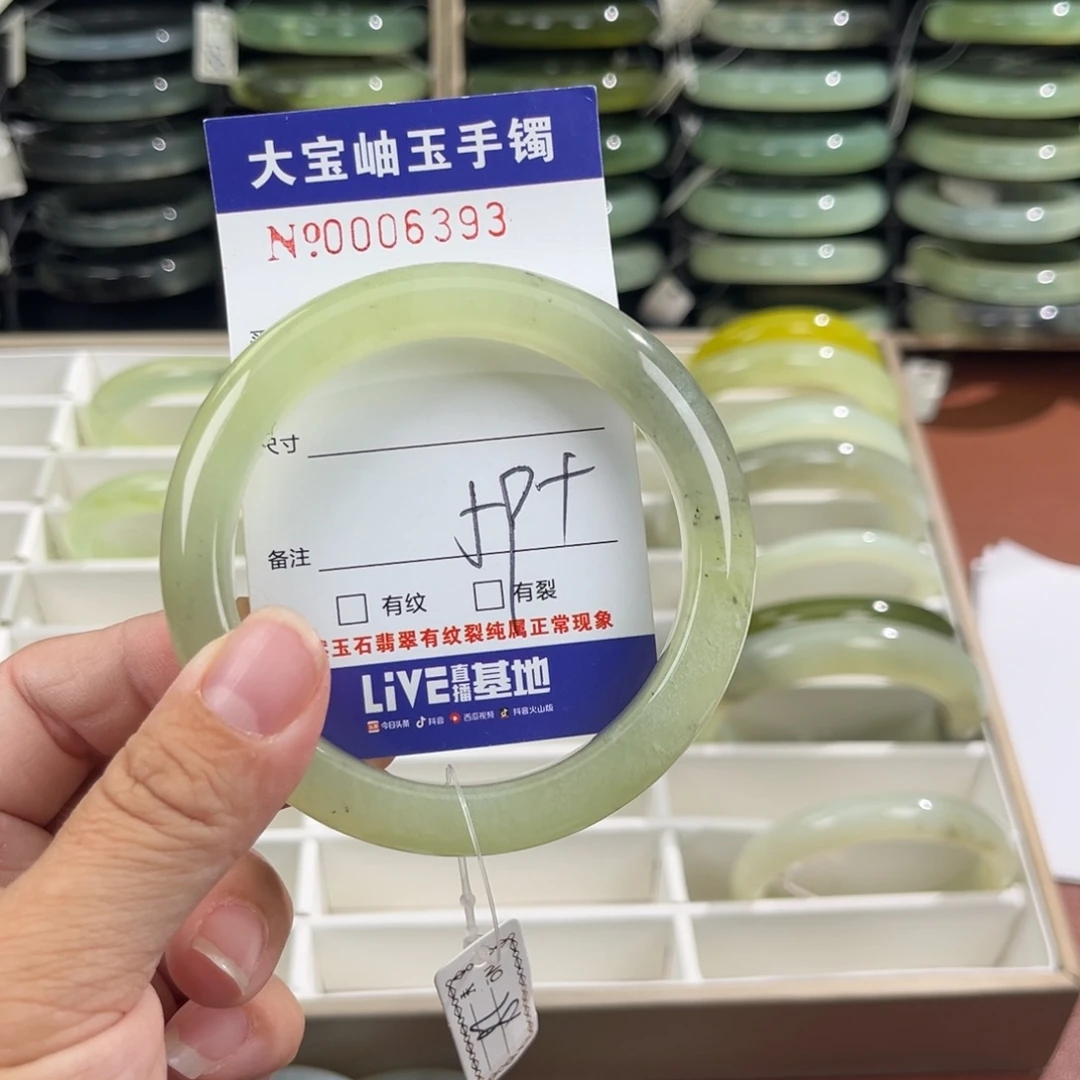 大宝岫玉手镯
Nº0006393
尺寸
JPT
备注
有纹 有裂
玉石翡翠有纹裂纯属正常现象
LiVE直播基地
今日头条 抖音 西瓜视频 抖音火山版